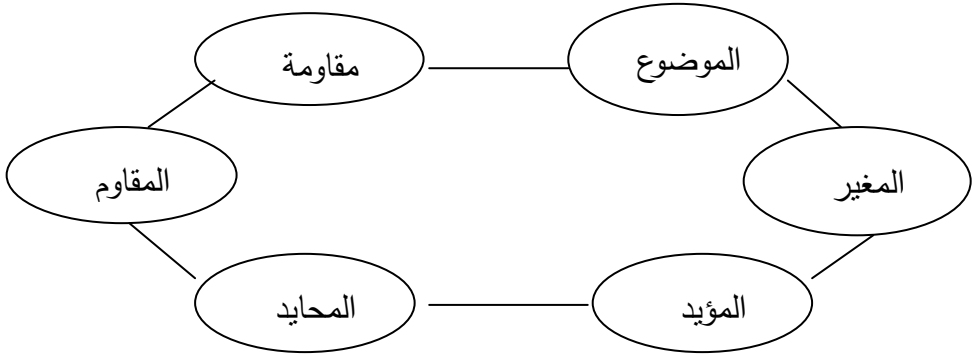 الموضوع
مقاومة
المغير
المقاوم
المؤيد
المحايد